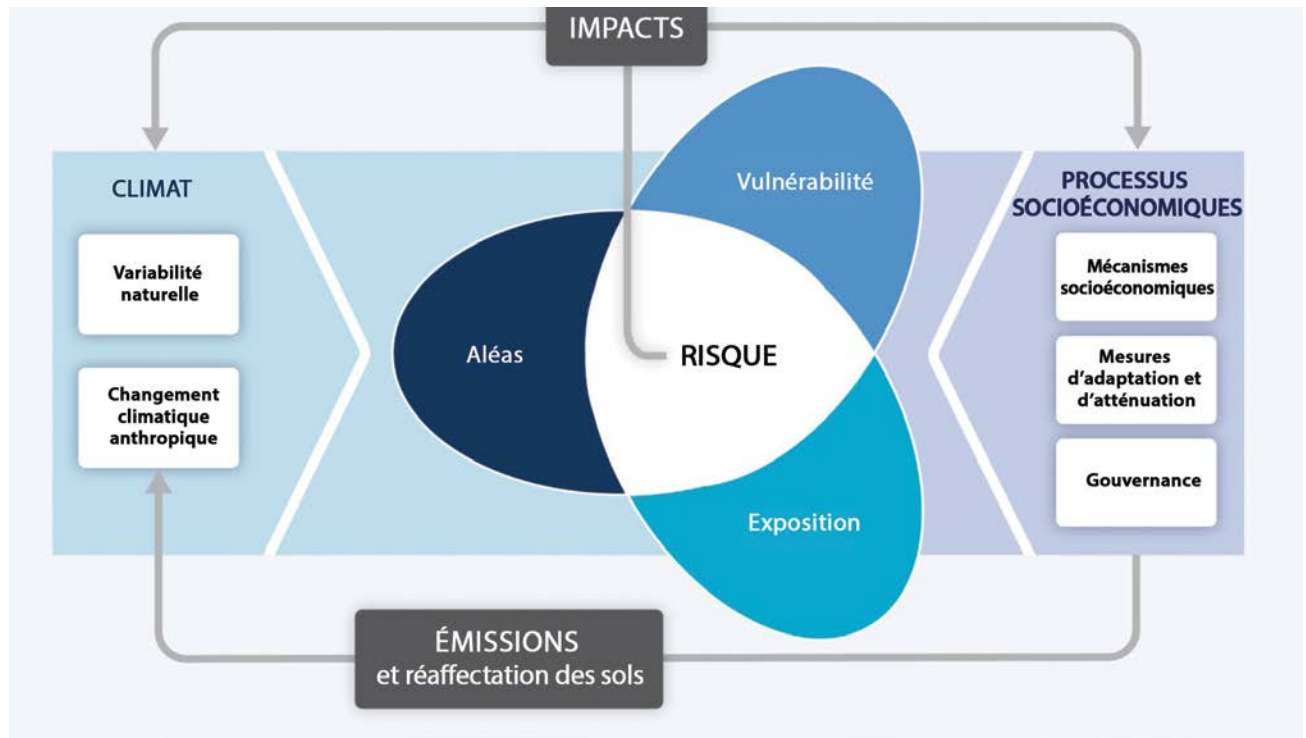 IMPACTS
CLIMAT
Variabilité
naturelle
Changement
climatique
anthropique
Vulnérabilité
Aléas
RISQUE
Exposition
PROCESSUS
SOCIOÉCONOMIQUES
Mécanismes
socioéconomiques
Mesures
d'adaptation et
d'atténuation
Gouvernance
ÉMISSIONS
et réaffectation des sols